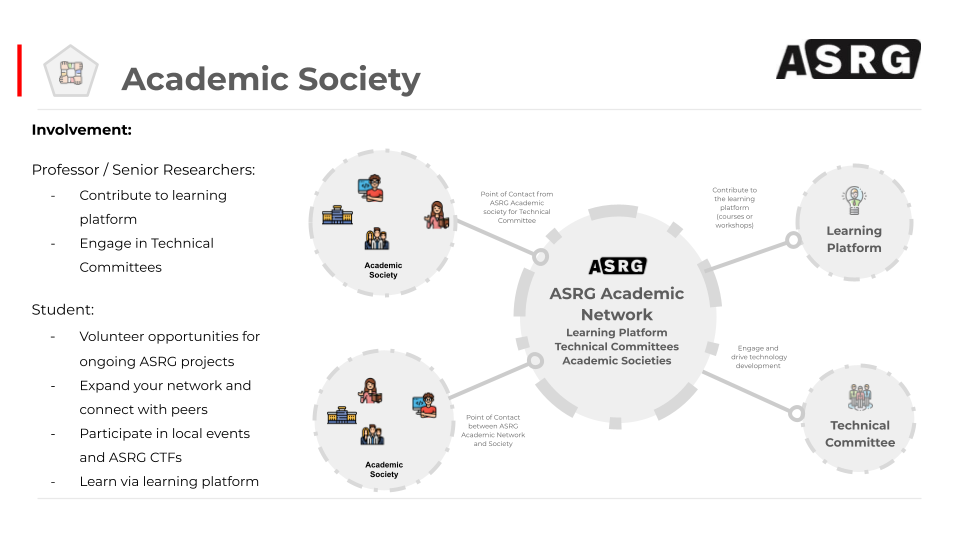 Academic Society
ASRG
Involvement:
Professor / Senior Researchers:
- Contribute to learning
platform
- Engage in Technical
Committees
Student:
- Volunteer opportunities for
ongoing ASRG projects
- Expand your network and
connect with peers
- Participate in local events
and ASRG CTFs
- Learn via learning platform
Academic
Society
Point of Contact from
ASRG Academic
society for Technical
Committee
Academic
Society
Point of Contact
between ASRG
Academic Network
and Society
ASRG
ASRG Academic
Network
Learning Platform
Technical Committees
Academic Societies
Contribute to
the learning
platform
(courses or
workshops)
Learning
Platform
Engage and
drive technology
development
Technical
Committee